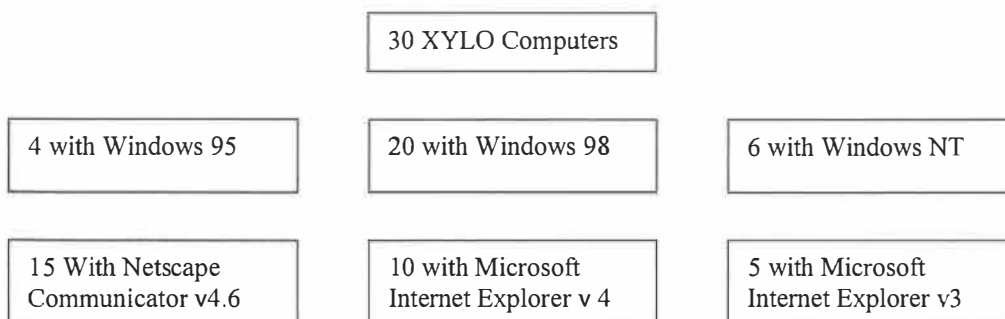 30 XYLO Computers
4 with Windows 95
20 with Windows 98
6 with Windows NT
15 With Netscape
Communicator v4.6
10 with Microsoft
Internet Explorer v 4
5 with Microsoft
Internet Explorer v3